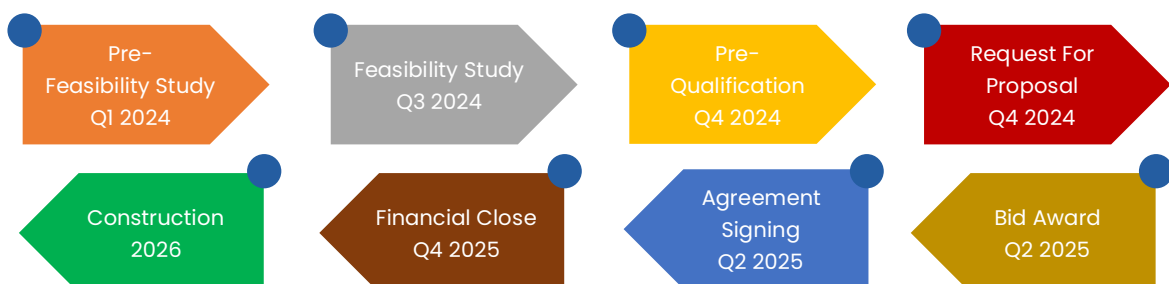 Pre-
Feasibility Study
Q1 2024
Feasibility Study
Q3 2024
Pre-
Qualification
Q4 2024
Request For
Proposal
Q4 2024
Construction
2026
Financial Close
Q4 2025
Agreement
Signing
Q2 2025
Bid Award
Q2 2025